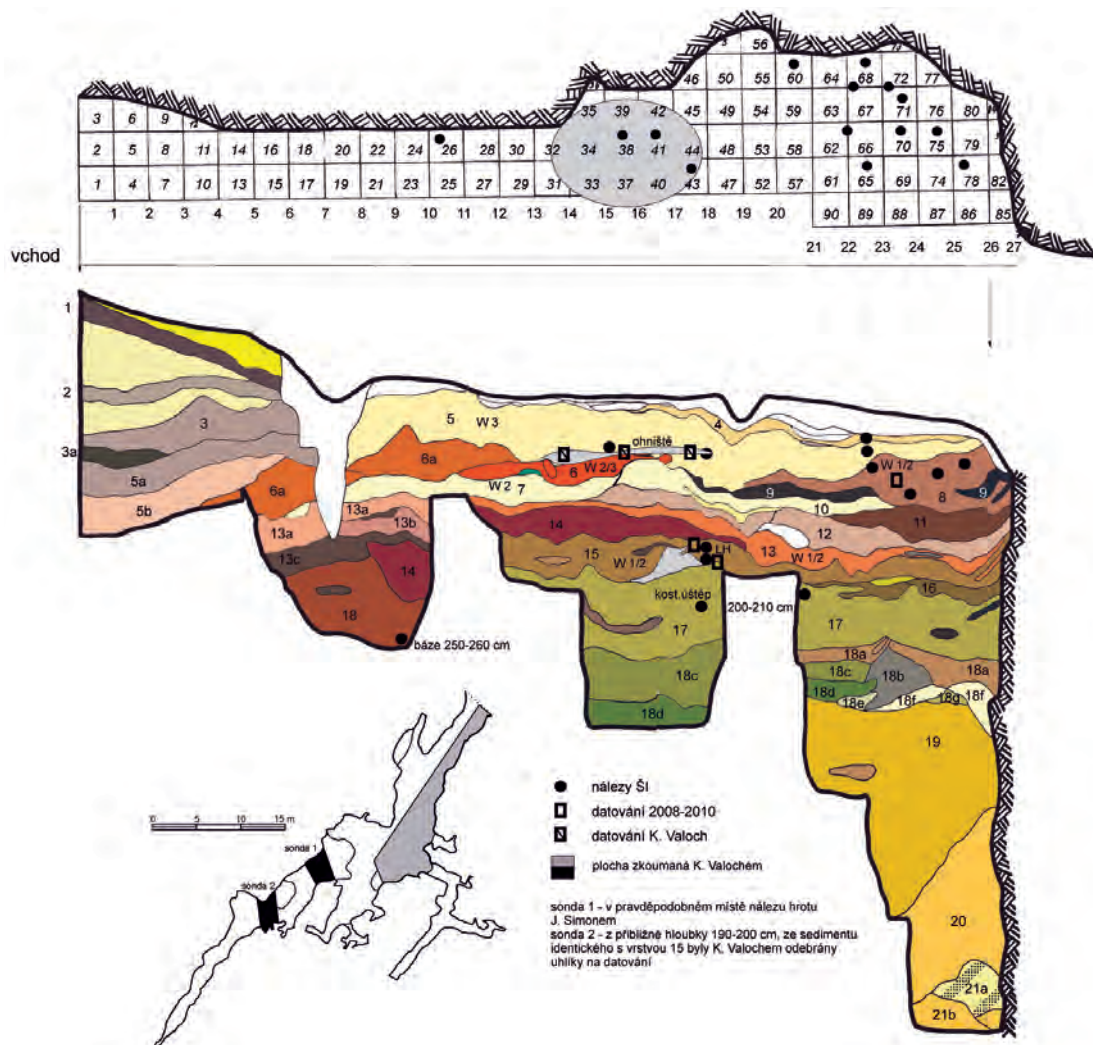 3 56
46 50 55 60 64 68 72 77
35 39 42 45 49 54 59 63 67 71 76 80
3 6 9
2 5 8 11 14 16 18 20 22 24 26 28 30 32 34 38 41 44 48 53 58 62 66 70 75 79
1 4 7 10 13 15 17 19 21 23 25 27 29 31 33 37 40 43 47 52 57 61 65 69 74 78 82
90 89 88 87 86 85
1 2 3 4 5 6 7 8 9 10 11 12 13 14 15 16 17 18 19 20
21 22 23 24 25 26 27
vchod
1
2
3a
3
5a
5b
6a
13a
13a
13b
13c
14
18
báze 250-260 cm
5 W 3
4
6a
ohniště
6 W 2/3
W 2
7
9
W 1/2
8
9
10
11
12
13
W 1/2
14
15
W 1/2
LH
kost.úštěp
200-210 cm
16
17
17
18a
18a
18b
18c
18c
18d
18d
18e
18f
18g
18f
19
20
21a
21b
0 5 10 15 m
sonda 1
sonda 2
nálezy ŠI
datování 2008-2010
datování K. Valoch
plocha zkoumaná K. Valochem
sonda 1 - v pravděpodobném místě nálezu hrotu
J. Simonem
sonda 2 - z přibližné hloubky 190-200 cm, ze sedimentu
identického s vrstvou 15 byly K. Valochem odebrány
uhlíky na datování